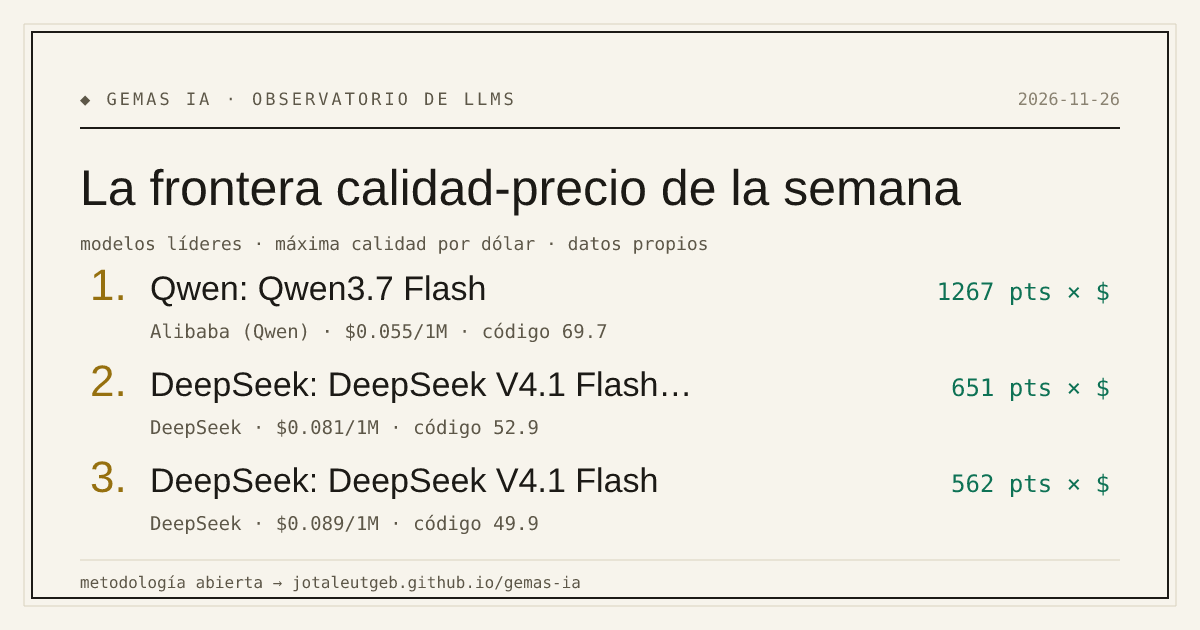 ◆ GEMAS IA · OBSERVATORIO DE LLMS
2026-11-26
La frontera calidad-precio de la semana
modelos líderes · máxima calidad por dólar · datos propios
1. Qwen: Qwen3.7 Flash 1267 pts × $
Alibaba (Qwen) · $0.055/1M · código 69.7
2. DeepSeek: DeepSeek V4.1 Flash… 651 pts × $
DeepSeek · $0.081/1M · código 52.9
3. DeepSeek: DeepSeek V4.1 Flash 562 pts × $
DeepSeek · $0.089/1M · código 49.9
metodología abierta → jotaleutgeb.github.io/gemas-ia